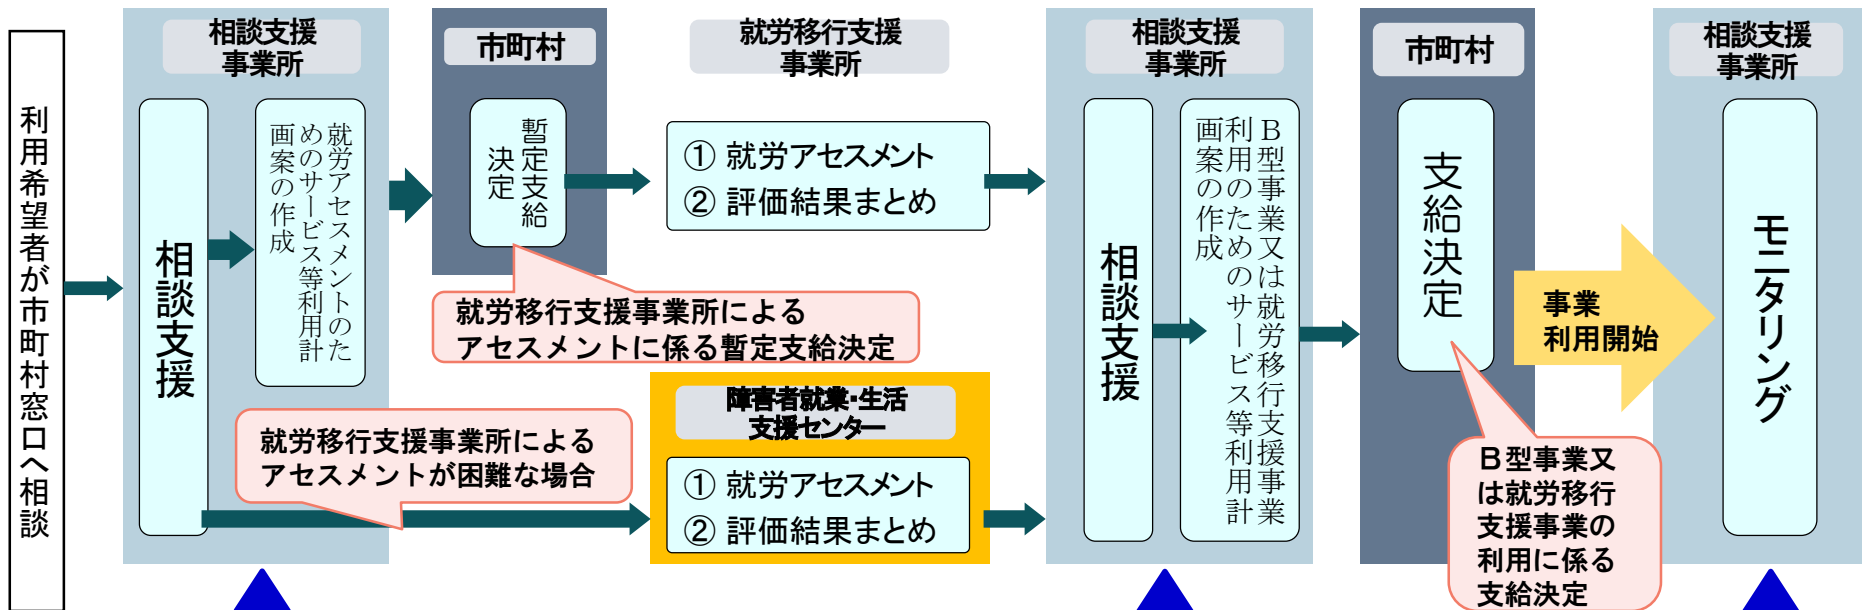 利用希望者が市町村窓口へ相談
相談支援
事業所
相談支援
就労アセスメントのた
めのサービス等利用計
画案の作成
市町村
暫定支給
決定
就労移行支援事業所による
アセスメントに係る暫定支給決定
就労移行支援
事業所
① 就労アセスメント
② 評価結果まとめ
就労移行支援事業所による
アセスメントが困難な場合
障害者就業・生活
支援センター
① 就労アセスメント
② 評価結果まとめ
相談支援
事業所
相談支援
Ｂ型事業又は就労移行支援事業
利用のためのサービス等利用計
画案の作成
市町村
支給決定
Ｂ型事業又
は就労移行
支援事業の
利用に係る
支給決定
事業
利用開始
相談支援
事業所
モニタリング